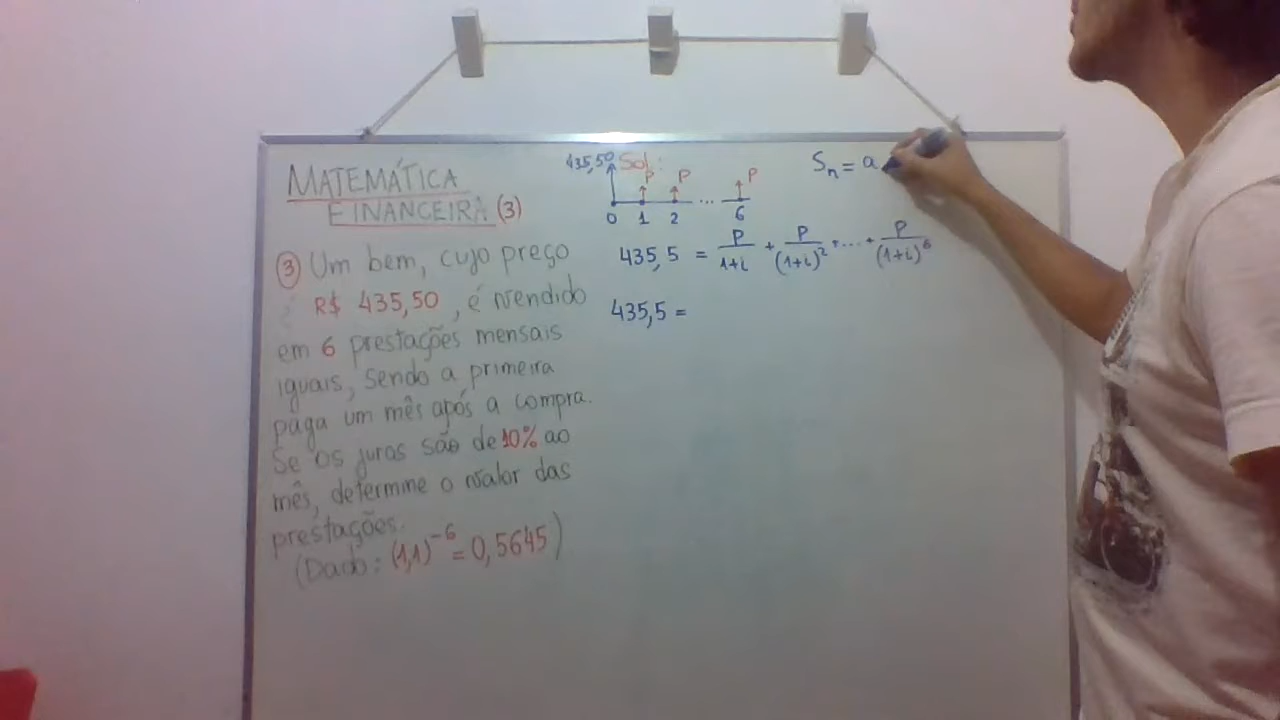 MATEMÁTICA
FINANCEIRA (3)
③ Um bem, cujo preço
é R$ 435,50, é vendido
em 6 prestações mensais
iguais, sendo a primeira
paga um mês após a compra.
Se os juros são de 10% ao
mês, determine o valor das
prestações.
(Dado: (1,1)⁻⁶ = 0,5645)
Sol:
435,50 P P ... P
0 1 2 6
435,5 = P/(1+i) + P/(1+i)² + ... + P/(1+i)⁶
435,5 =
Sₙ = a